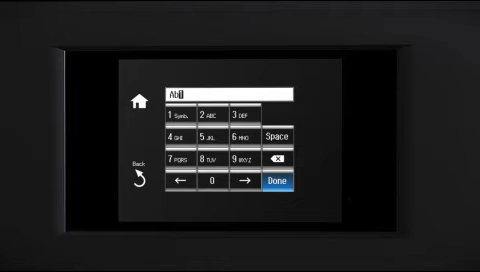 Ab1
1 Symb. 2 ABC 3 DEF
4 GHI 5 JKL 6 MNO Space
7 PQRS 8 TUV 9 WXYZ
Back
← 0 → Done